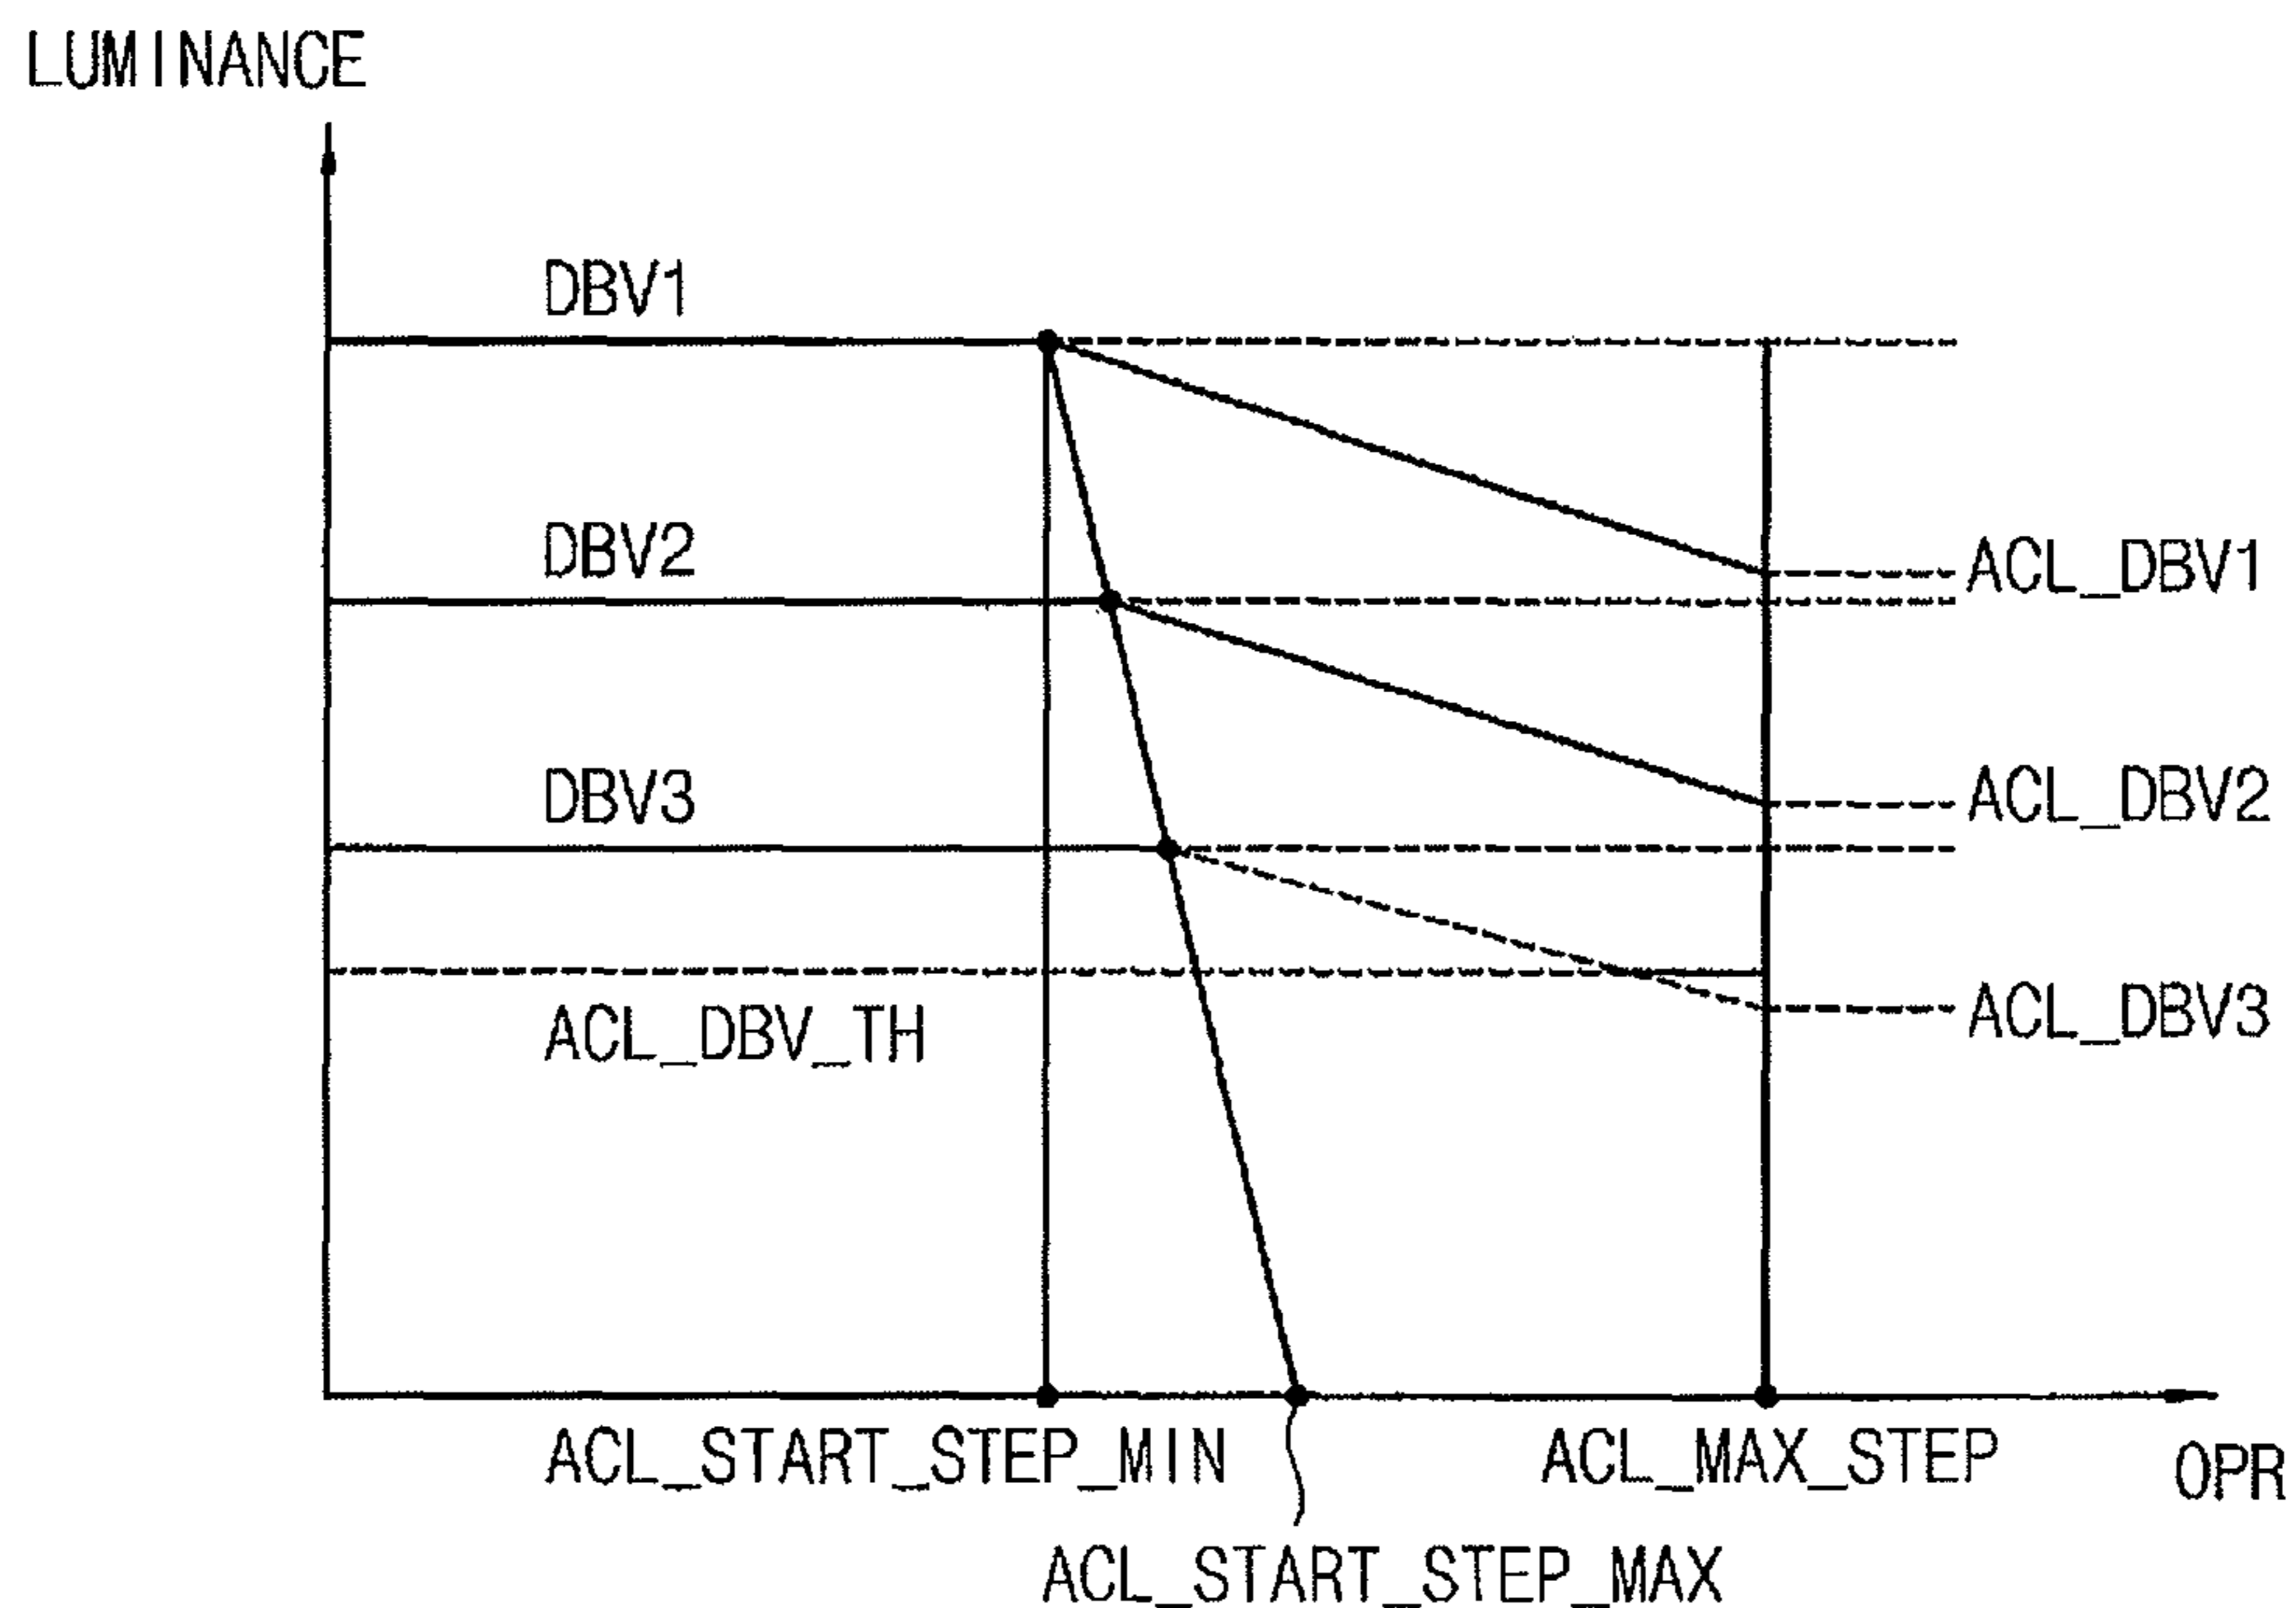 LUMINANCE
DBV1
DBV2
ACL_DBV1
DBV3
ACL_DBV2
ACL_DBV_TH
ACL_DBV3
ACL_START_STEP_MIN
ACL_MAX_STEP
OPR
ACL_START_STEP_MAX